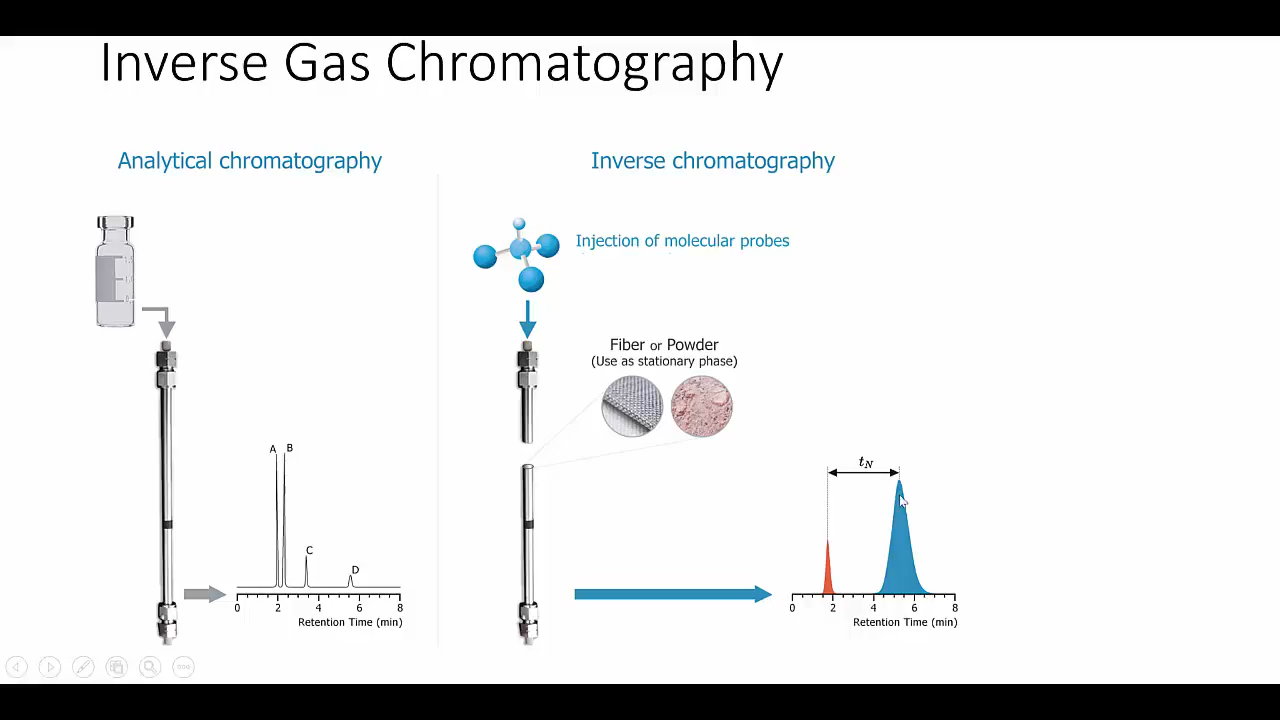 Inverse Gas Chromatography
Analytical chromatography
A
B
C
D
0 2 4 6 8
Retention Time (min)
Inverse chromatography
Injection of molecular probes
Fiber or Powder
(Use as stationary phase)
tN
0 2 4 6 8
Retention Time (min)